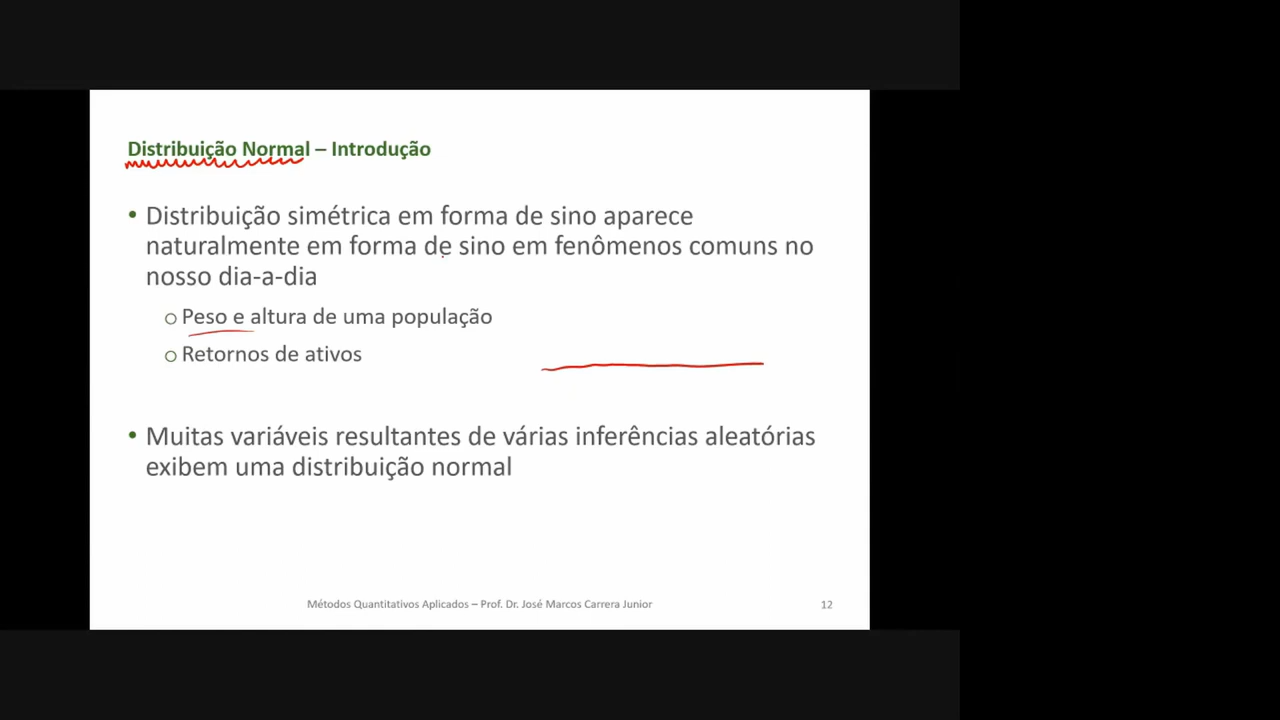 Distribuição Normal – Introdução
• Distribuição simétrica em forma de sino aparece
naturalmente em forma de sino em fenômenos comuns no
nosso dia-a-dia
o Peso e altura de uma população
o Retornos de ativos
• Muitas variáveis resultantes de várias inferências aleatórias
exibem uma distribuição normal
Métodos Quantitativos Aplicados – Prof. Dr. José Marcos Carrera Junior
12